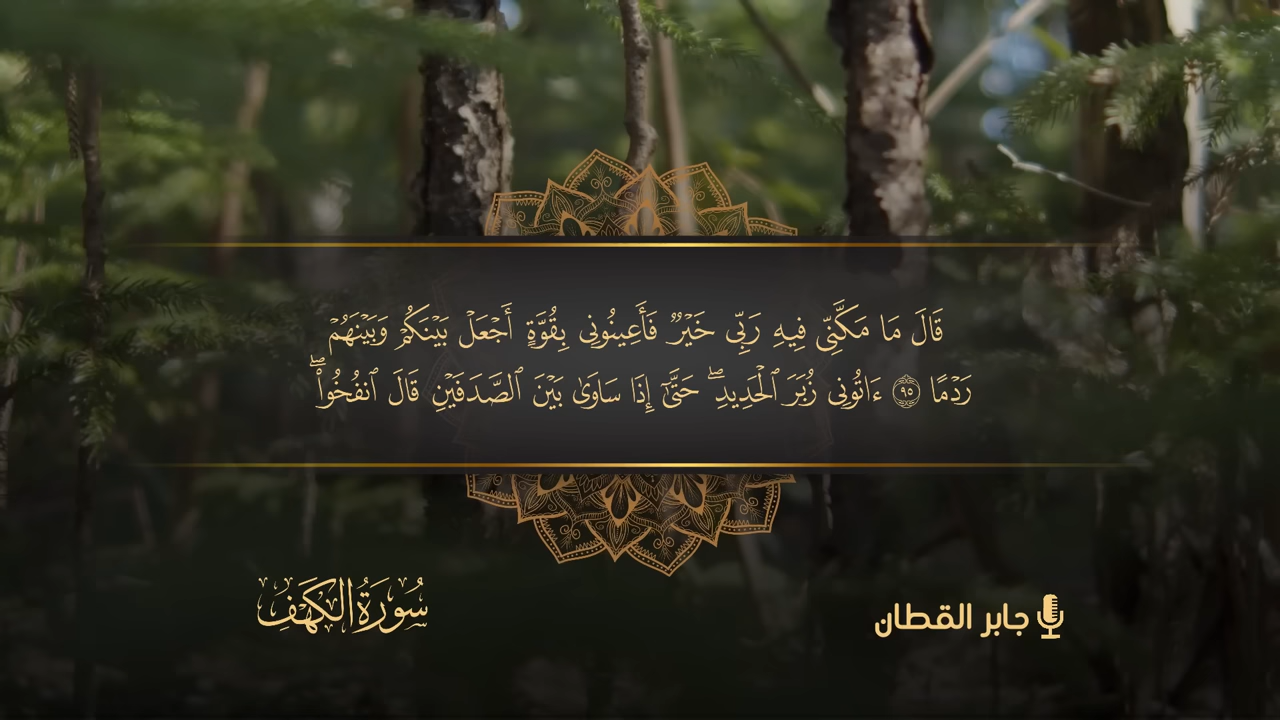 قَالَ مَا مَكَّنِّى فِيهِ رَبِّى خَيْرٌ فَأَعِينُونِى بِقُوَّةٍ أَجْعَلْ بَيْنَكُمْ وَبَيْنَهُمْ
رَدْمًا ٩٥ ءَاتُونِى زُبَرَ ٱلْحَدِيدِ ۖ حَتَّىٰٓ إِذَا سَاوَىٰ بَيْنَ ٱلصَّدَفَيْنِ قَالَ ٱنفُخُوا۟ ۖ
جابر القطان
سُورَةُ الكَهْفِ